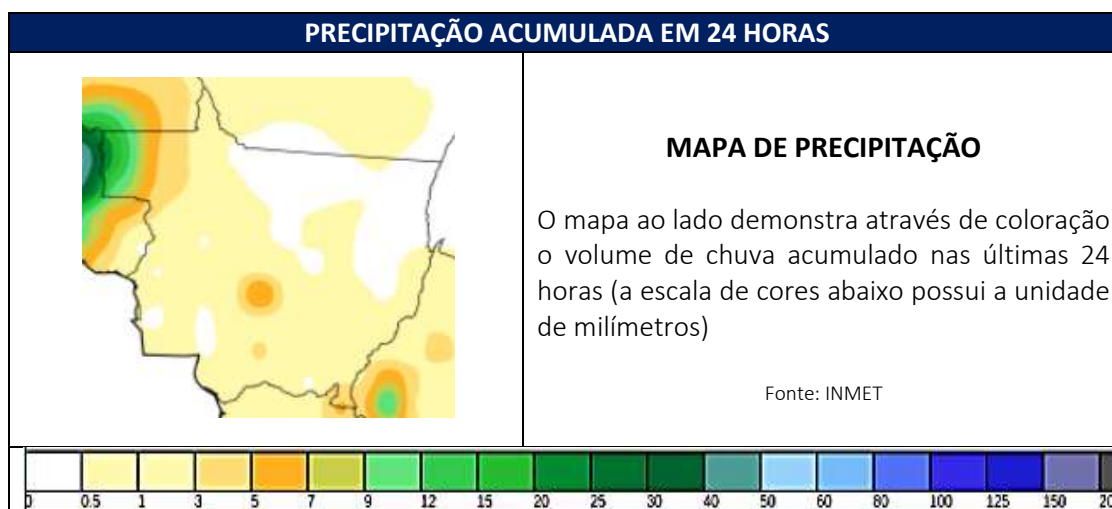 PRECIPITAÇÃO ACUMULADA EM 24 HORAS
MAPA DE PRECIPITAÇÃO
O mapa ao lado demonstra através de coloração
o volume de chuva acumulado nas últimas 24
horas (a escala de cores abaixo possui a unidade
de milímetros)
Fonte: INMET
0.5 1 3 5 7 9 12 15 20 25 30 40 50 60 80 100 125 150